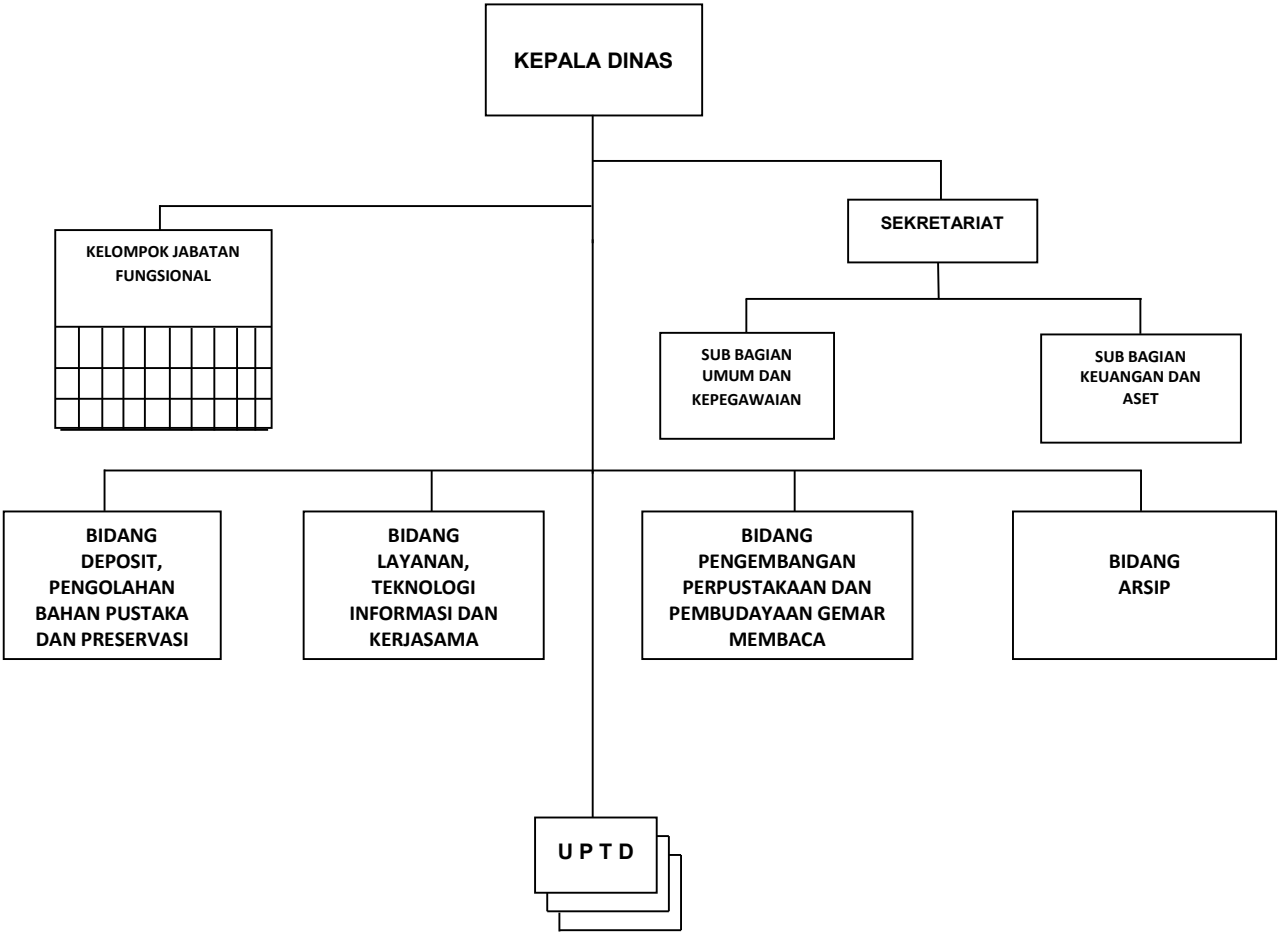 KEPALA DINAS
SEKRETARIAT
KELOMPOK JABATAN
FUNGSIONAL
SUB BAGIAN
UMUM DAN
KEPEGAWAIAN
SUB BAGIAN
KEUANGAN DAN
ASET
BIDANG
DEPOSIT,
PENGOLAHAN
BAHAN PUSTAKA
DAN PRESERVASI
BIDANG
LAYANAN,
TEKNOLOGI
INFORMASI DAN
KERJASAMA
BIDANG
PENGEMBANGAN
PERPUSTAKAAN DAN
PEMBUDAYAAN GEMAR
MEMBACA
BIDANG
ARSIP
U P T D